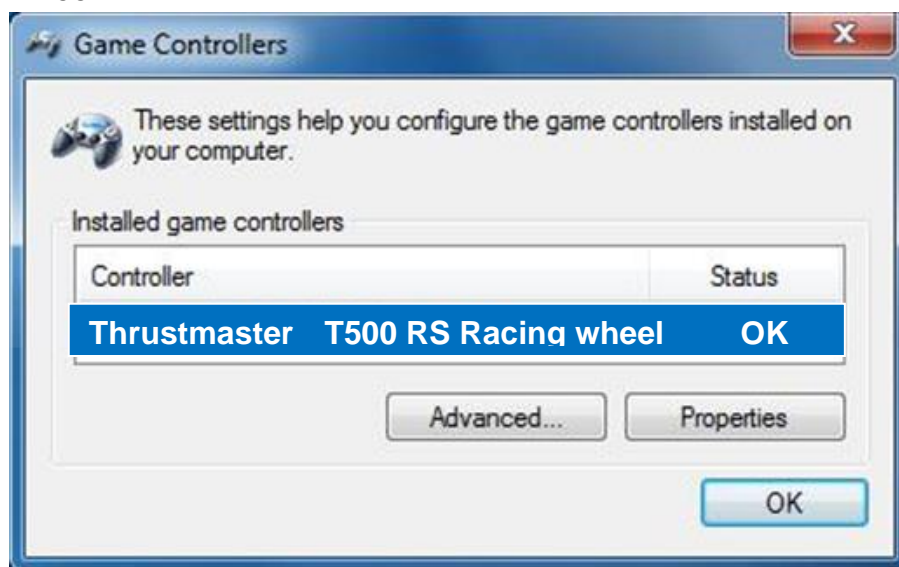 Game Controllers
These settings help you configure the game controllers installed on
your computer.
Installed game controllers
Controller Status
Thrustmaster T500 RS Racing wheel OK
Advanced... Properties
OK